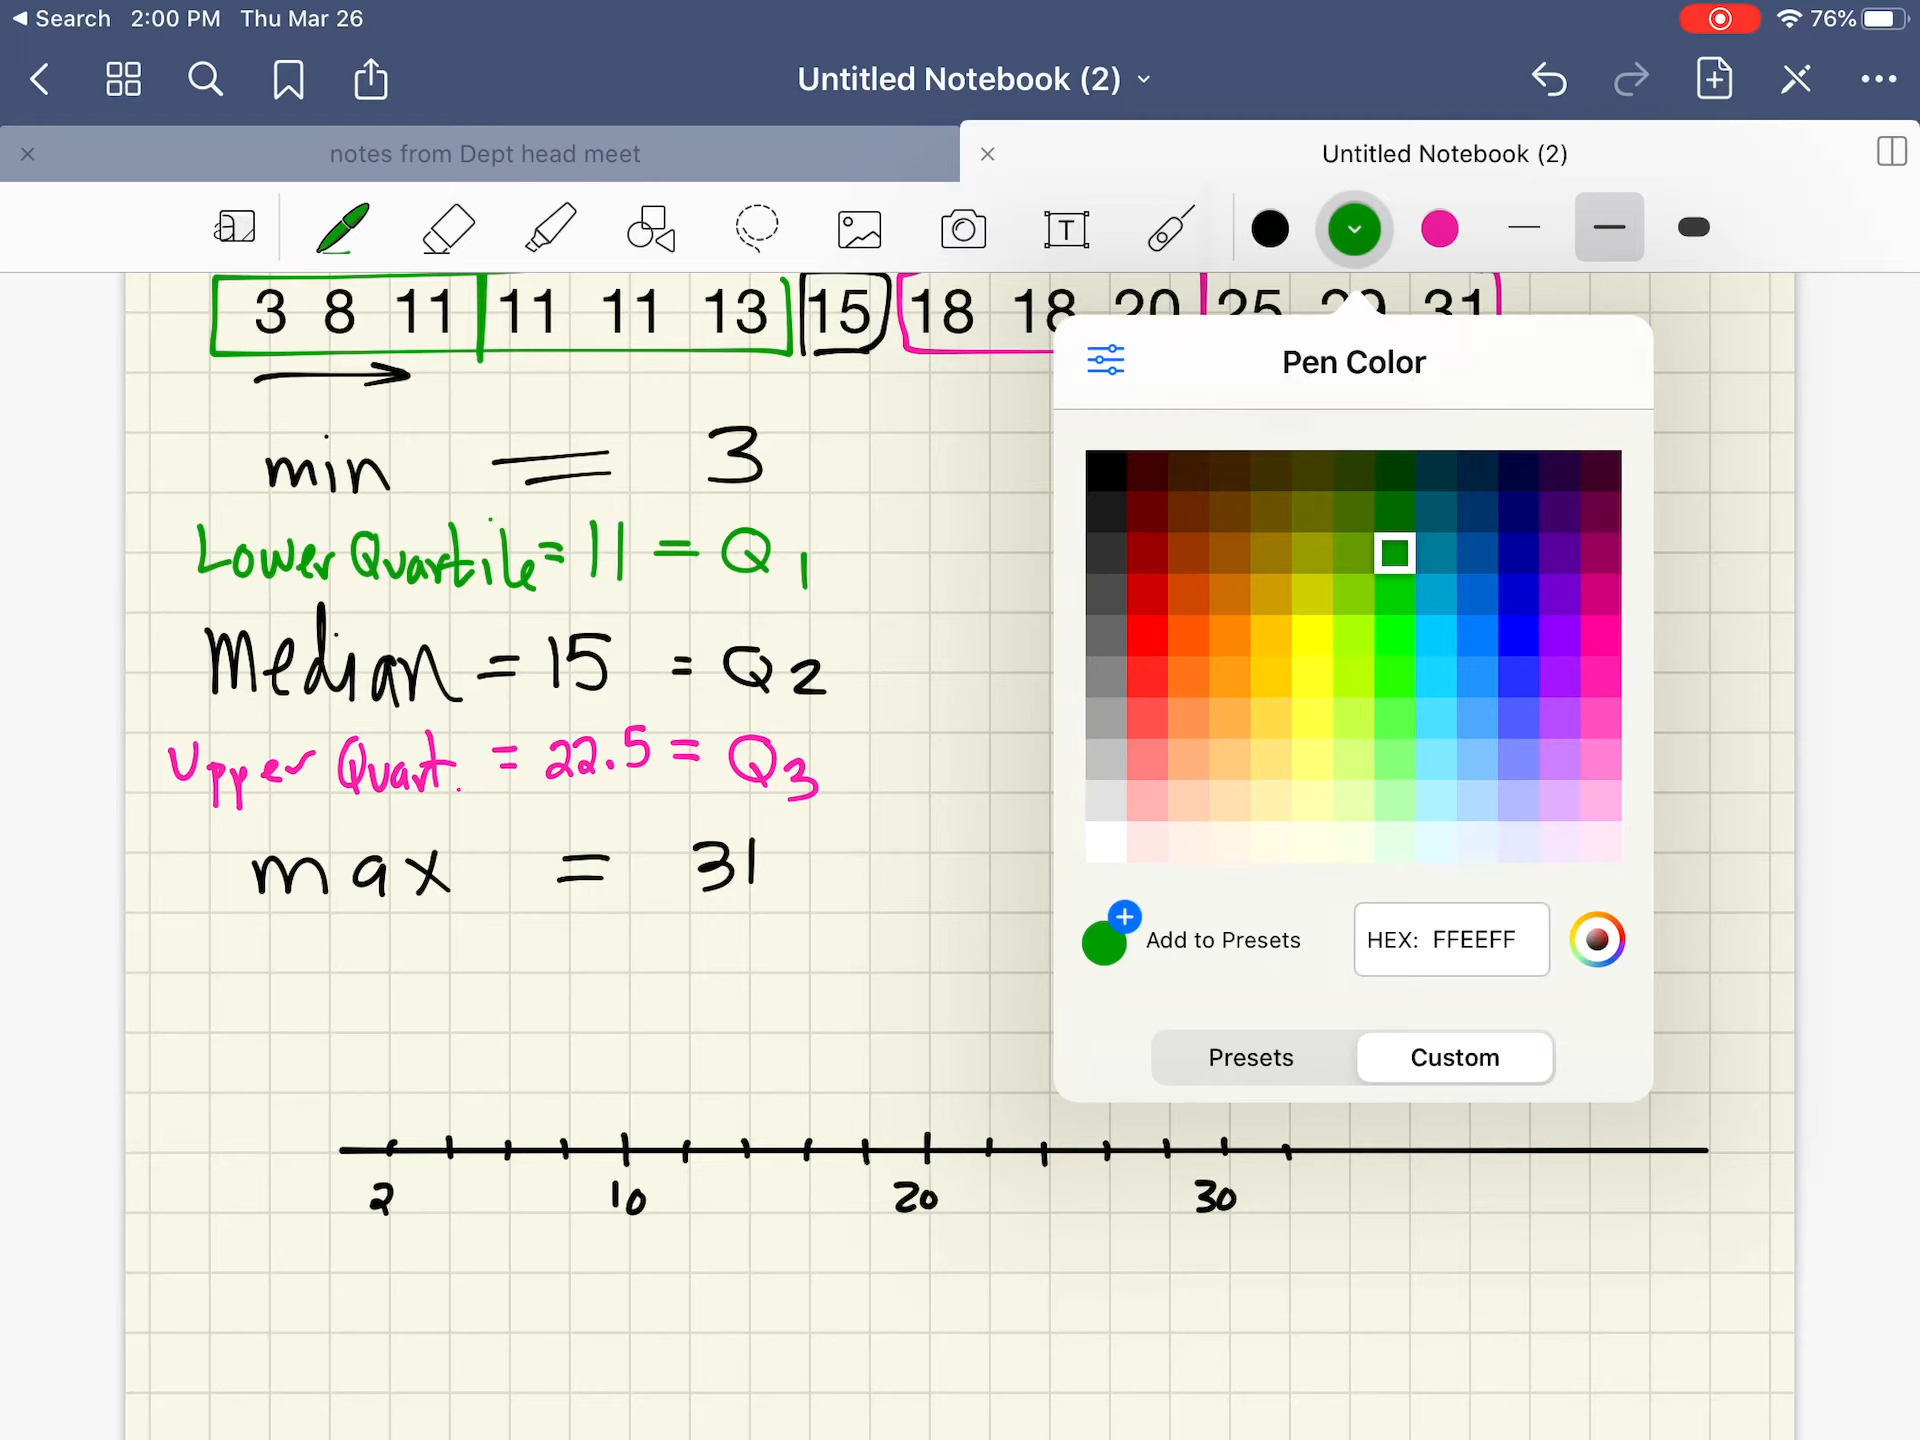 Search 2:00 PM Thu Mar 26 76%
Untitled Notebook (2)
notes from Dept head meet
Untitled Notebook (2)
T
3 8 11 11 11 13 15 18 18 20 25 29 31
Pen Color
min = 3
Lower Quartile = 11 = Q1
Median = 15 = Q2
Upper Quart. = 22.5 = Q3
max = 31
Add to Presets
HEX: FFEEFF
Presets Custom
2 10 20 30